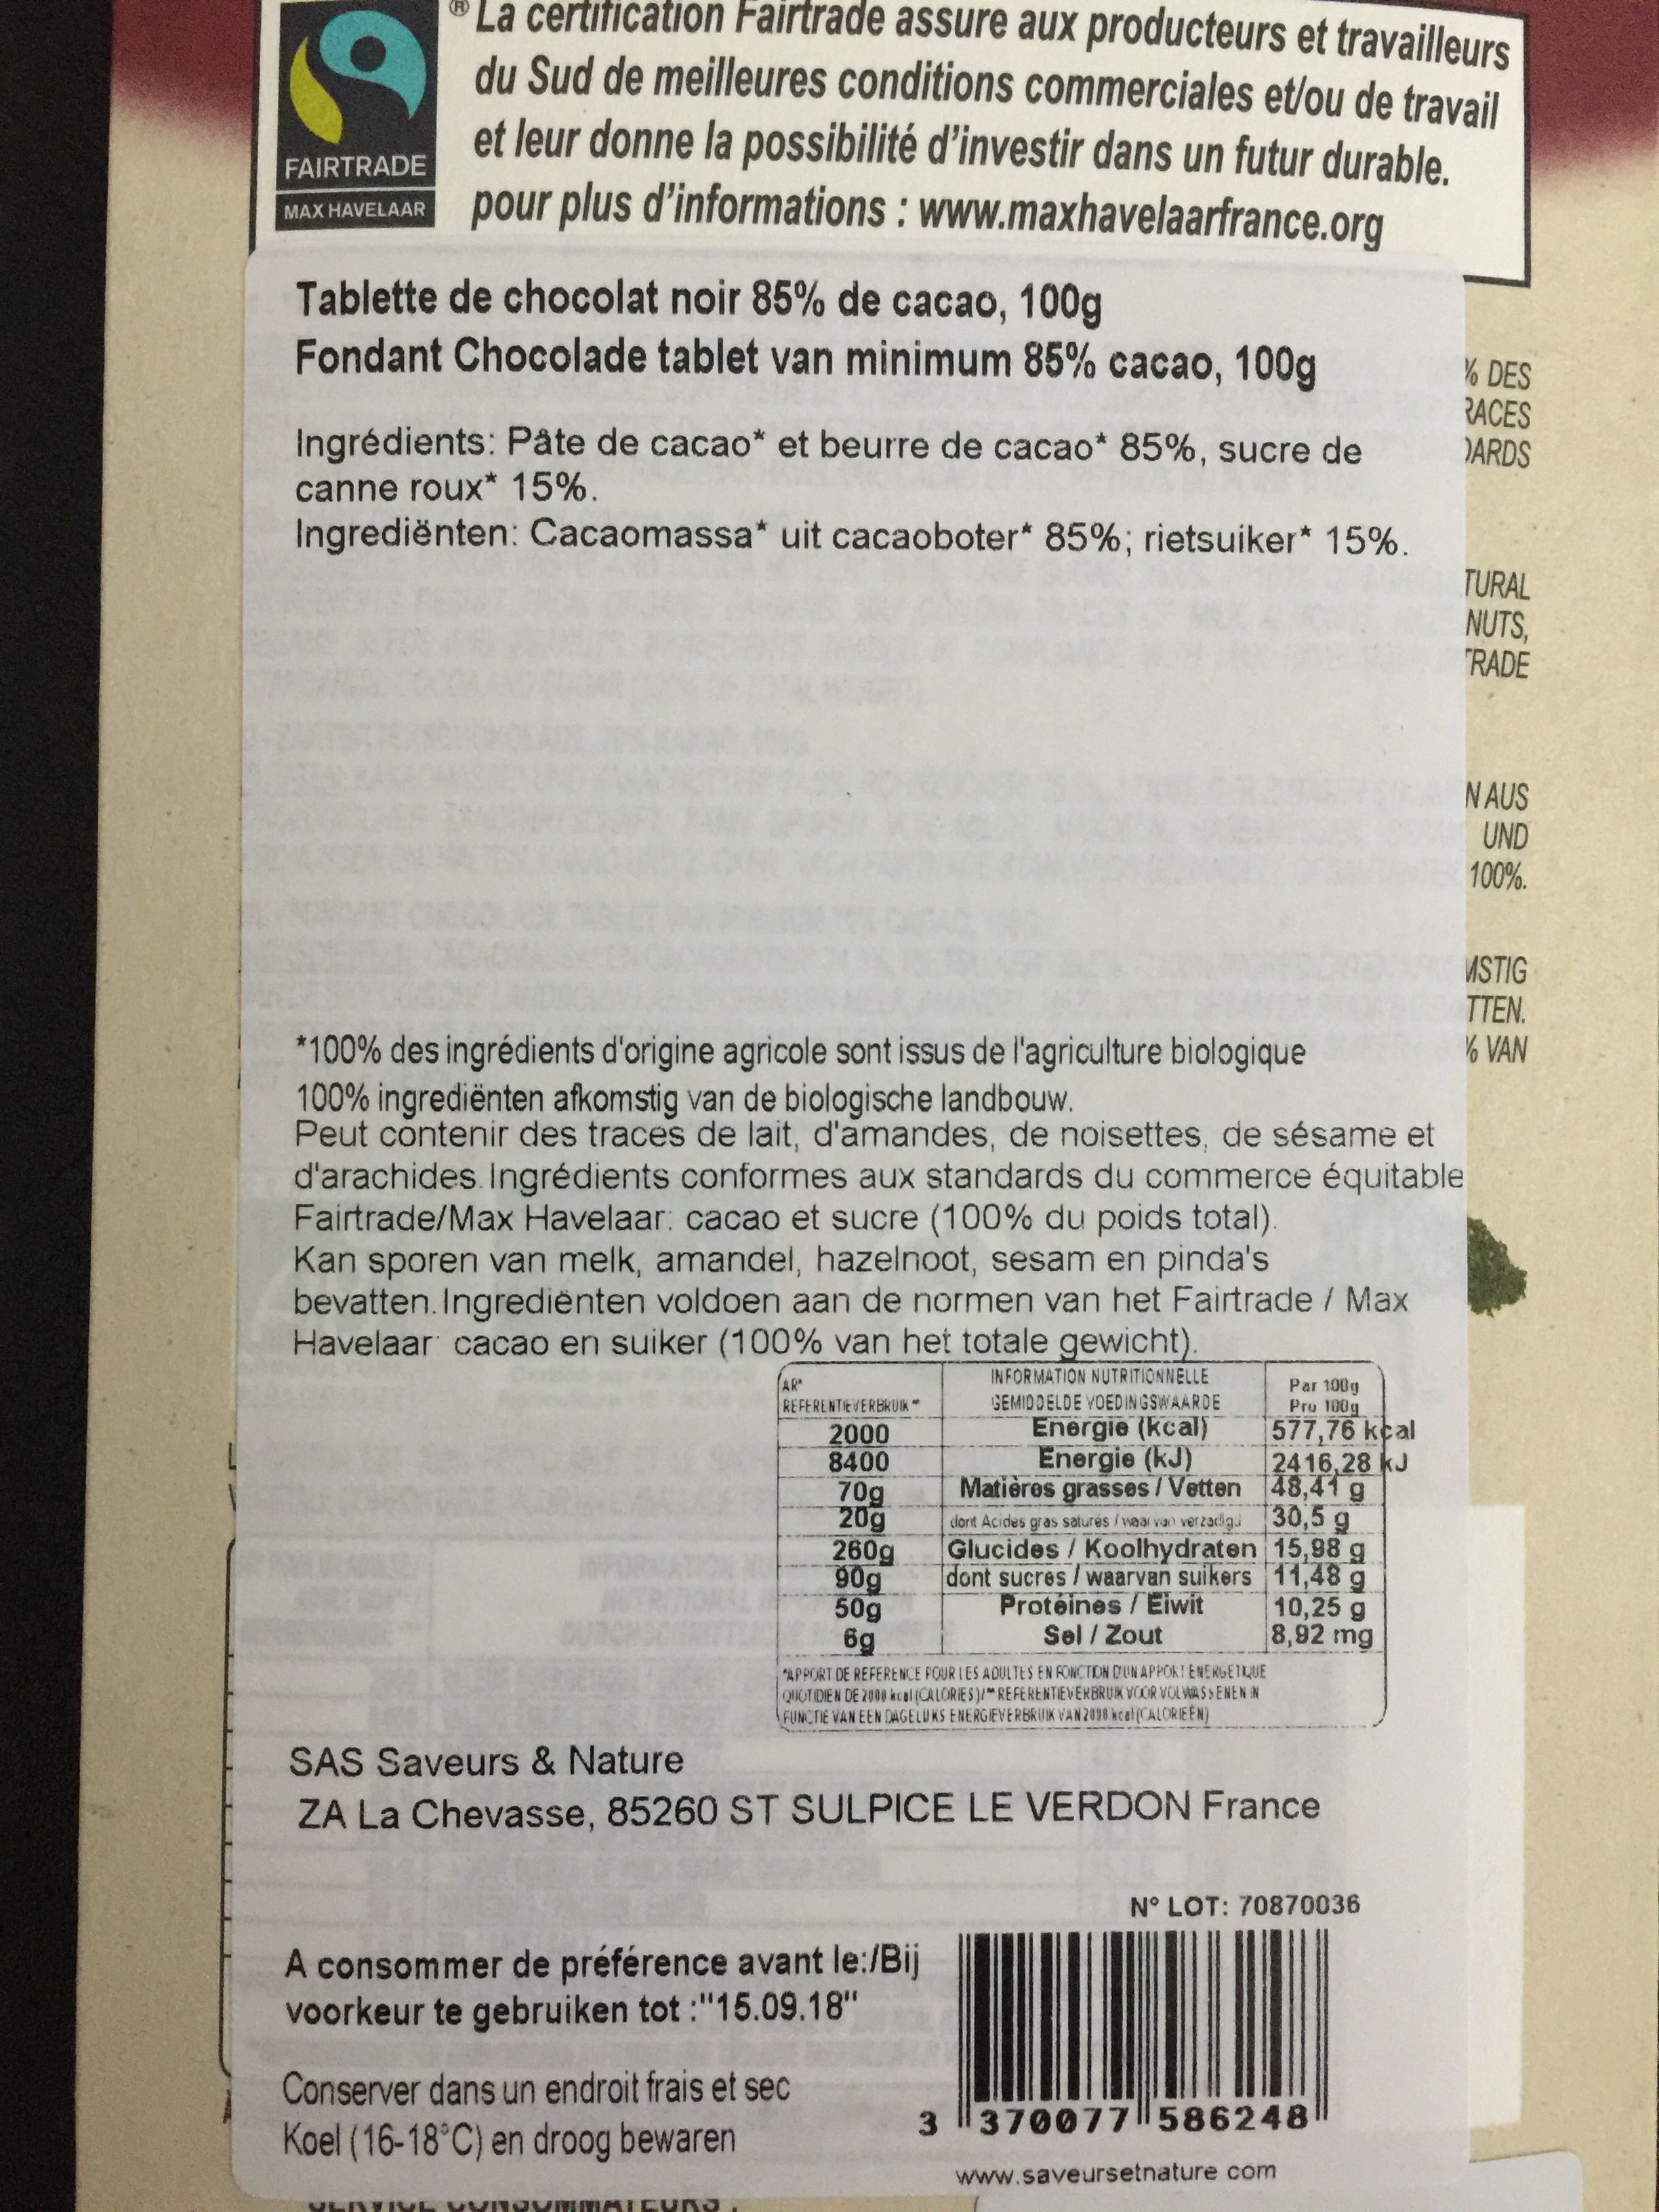 ® La certification Fairtrade assure aux producteurs et travailleurs
du Sud de meilleures conditions commerciales et/ou de travail
et leur donne la possibilité d'investir dans un futur durable.
pour plus d'informations : www.maxhavelaarfrance.org
FAIRTRADE
MAX HAVELAAR
Tablette de chocolat noir 85% de cacao, 100g
Fondant Chocolade tablet van minimum 85% cacao, 100g
Ingrédients: Pâte de cacao* et beurre de cacao* 85%, sucre de
canne roux* 15%.
Ingrediënten: Cacaomassa* uit cacaoboter* 85%; rietsuiker* 15%.
% DES
RACES
DARDS
TURAL
NUTS,
TRADE
N AUS
UND
100%.
MSTIG
TTEN.
% VAN
*100% des ingrédients d'origine agricole sont issus de l'agriculture biologique
100% ingrediënten afkomstig van de biologische landbouw.
Peut contenir des traces de lait, d'amandes, de noisettes, de sésame et
d'arachides. Ingrédients conformes aux standards du commerce équitable
Fairtrade/Max Havelaar: cacao et sucre (100% du poids total).
Kan sporen van melk, amandel, hazelnoot, sesam en pinda's
bevatten. Ingrediënten voldoen aan de normen van het Fairtrade / Max
Havelaar: cacao en suiker (100% van het totale gewicht).
AR* INFORMATION NUTRITIONNELLE Par 100g
REFERENTIEVERBRUIK ** GEMIDDELDE VOEDINGSWAARDE Pro 100g
2000 Energie (kcal) 577,76 kcal
8400 Energie (kJ) 2416,28 kJ
70g Matières grasses / Vetten 48,41 g
20g dont Acides gras saturés / waarvan verzadigd 30,5 g
260g Glucides / Koolhydraten 15,98 g
90g dont sucres / waarvan suikers 11,48 g
50g Protéines / Eiwit 10,25 g
6g Sel / Zout 8,92 mg
*APPORT DE REFERENCE POUR LES ADULTES EN FONCTION D'UN APPORT ENERGETIQUE
QUOTIDIEN DE 2000 kcal (CALORIES)/** REFERENTIEVERBRUIK VOOR VOLWASSENEN IN
FUNCTIE VAN EEN DAGELIJKS ENERGIEVERBRUIK VAN 2000 kcal (CALORIEËN)
SAS Saveurs & Nature
ZA La Chevasse, 85260 ST SULPICE LE VERDON France
N° LOT: 70870036
A consommer de préférence avant le:/Bij
voorkeur te gebruiken tot :"15.09.18"
Conserver dans un endroit frais et sec
Koel (16-18°C) en droog bewaren
3 370077 586248
www.saveursetnature.com
SERVICE CONSOMMATEURS :